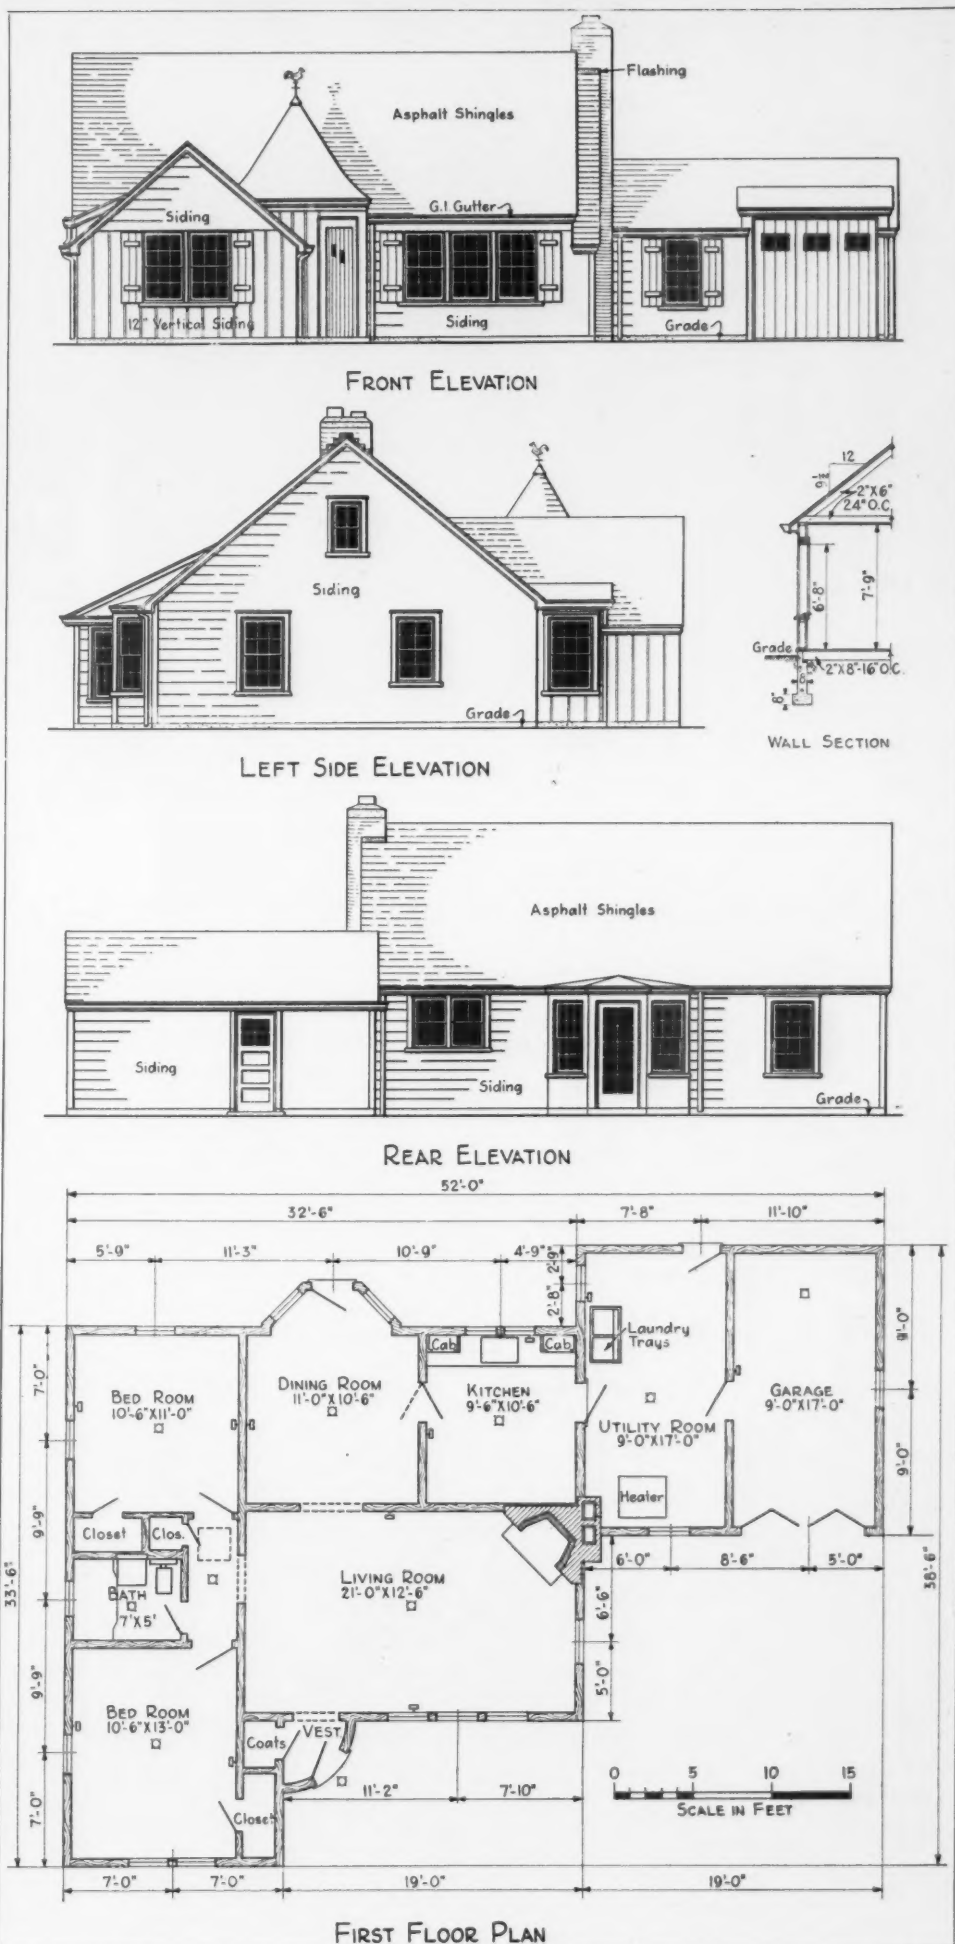 Flashing
Asphalt Shingles
G.I. Gutter
Siding
12" Vertical Siding
Siding
Grade
FRONT ELEVATION
12
9 1/2
2"X6"
24" O.C.
Siding
6'-8"
7'-9"
Grade
2"X8"-16" O.C.
8"
8"
Grade
WALL SECTION
LEFT SIDE ELEVATION
Asphalt Shingles
Siding
Siding
Grade
REAR ELEVATION
52'-0"
32'-6"
7'-8"
11'-10"
5'-9"
11'-3"
10'-9"
4'-9"
2'-9"
2'-8"
Laundry
Trays
Cab
Cab
9'-0"
7'-0"
BED ROOM
10'-6"X11'-0"
DINING ROOM
11'-0"X10'-6"
KITCHEN
9'-6"X10'-6"
UTILITY ROOM
9'-0"X17'-0"
GARAGE
9'-0"X17'-0"
9'-0"
Heater
9'-9"
Closet
Clos.
6'-0"
8'-6"
5'-0"
33'-6"
38'-6"
BATH
7'X5'
LIVING ROOM
21'-0"X12'-6"
6'-6"
9'-9"
5'-0"
BED ROOM
10'-6"X13'-0"
Coats
VEST
7'-0"
Closet
11'-2"
7'-10"
0
5
10
15
SCALE IN FEET
7'-0"
7'-0"
19'-0"
19'-0"
FIRST FLOOR PLAN